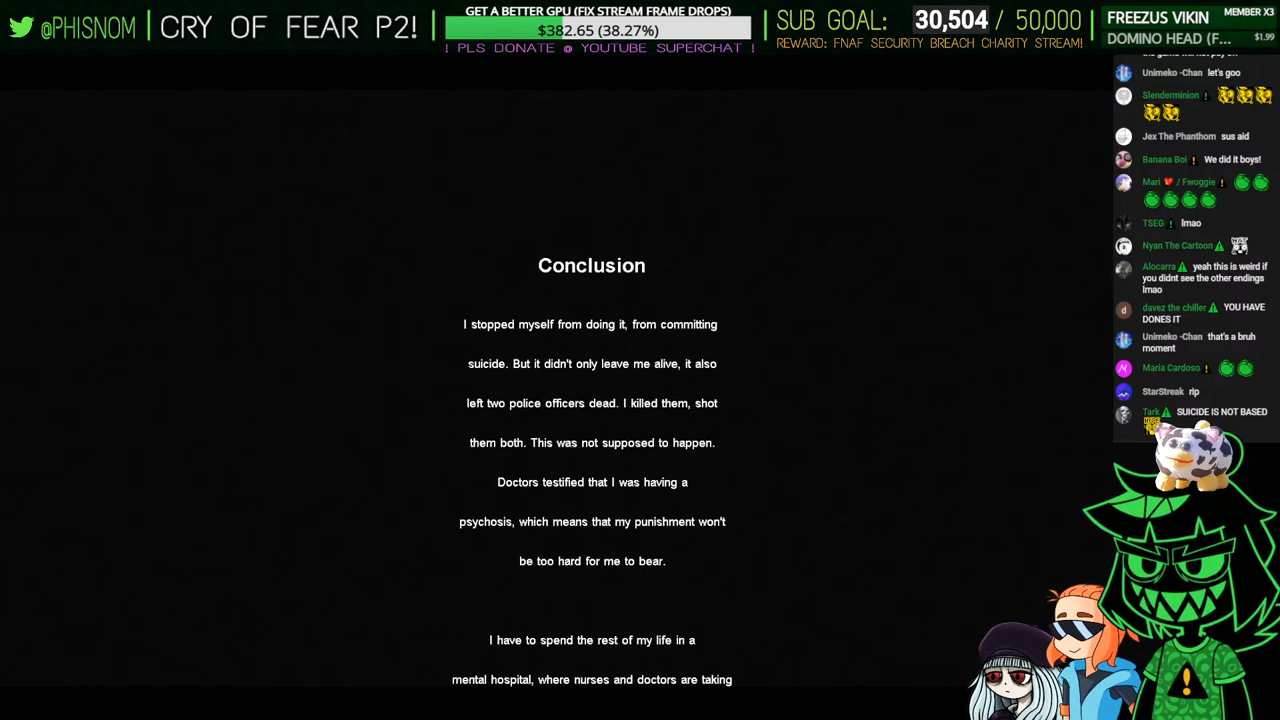 @PHISNOM
CRY OF FEAR P2!
GET A BETTER GPU (FIX STREAM FRAME DROPS)
$382.65 (38.27%)
! PLS DONATE @ YOUTUBE SUPERCHAT !
SUB GOAL: 30,504 / 50,000
REWARD: FNAF SECURITY BREACH CHARITY STREAM!
FREEZUS VIKIN MEMBER X3
DOMINO HEAD (F... $1.99
Unimeko -Chan let's goo
Slenderminion !
Jex The Phanthom sus aid
Banana Boi ! We did it boys!
Mari / Fwoggie !
TSEG ! lmao
Nyan The Cartoon
Alocarra yeah this is weird if
you didnt see the other endings
lmao
davez the chiller YOU HAVE
DONES IT
Unimeko -Chan that's a bruh
moment
Maria Cardoso !
StarStreak rip
Tark SUICIDE IS NOT BASED
Conclusion
I stopped myself from doing it, from committing
suicide. But it didn't only leave me alive, it also
left two police officers dead. I killed them, shot
them both. This was not supposed to happen.
Doctors testified that I was having a
psychosis, which means that my punishment won't
be too hard for me to bear.
I have to spend the rest of my life in a
mental hospital, where nurses and doctors are taking